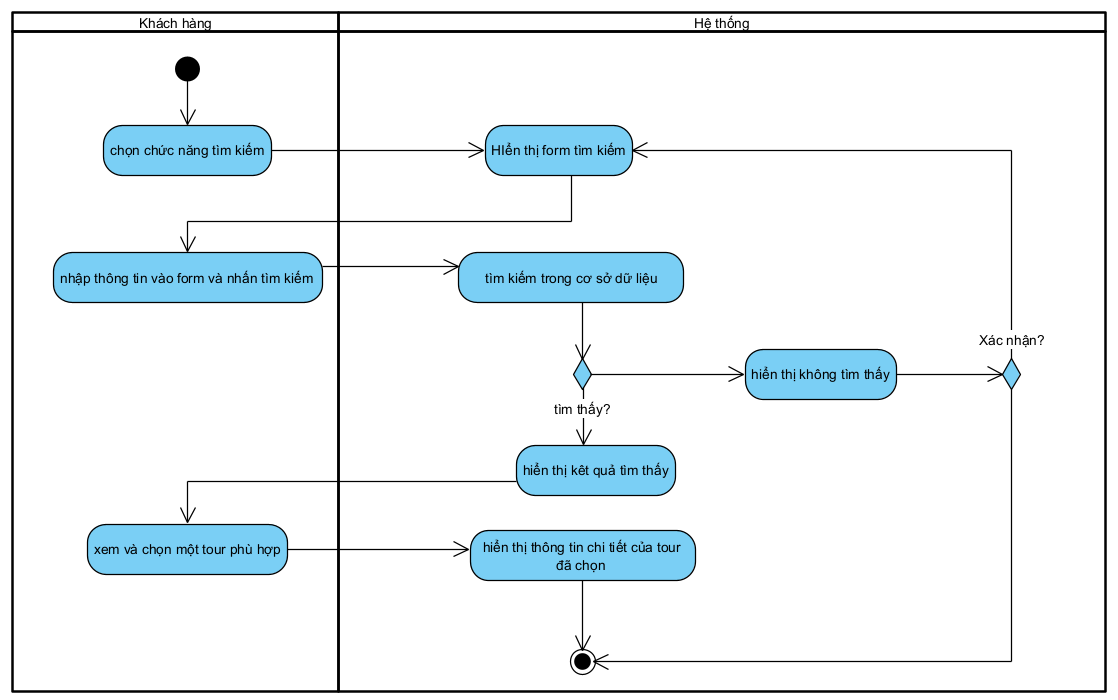 Khách hàng
Hệ thống
chọn chức năng tìm kiếm
HIển thị form tìm kiếm
nhập thông tin vào form và nhấn tìm kiếm
tìm kiếm trong cơ sở dữ liệu
Xác nhận?
hiển thị không tìm thấy
tìm thấy?
hiển thị kêt quả tìm thấy
xem và chọn một tour phù hợp
hiển thị thông tin chi tiết của tour
đã chọn